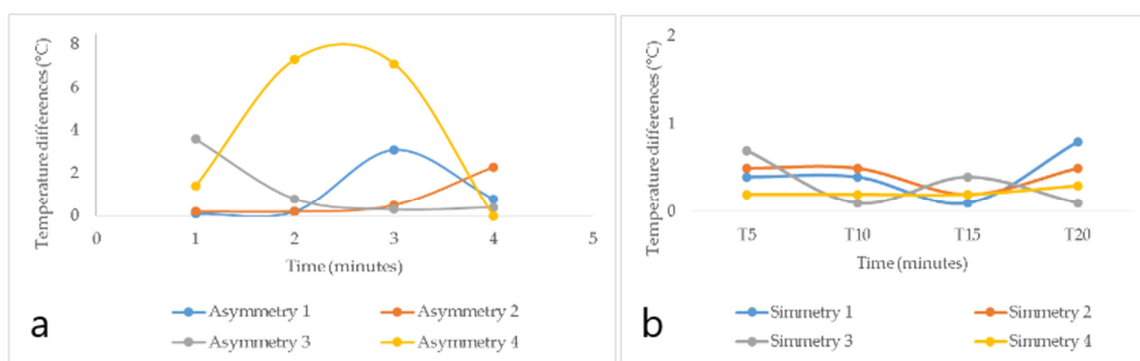 Temperature differences (°C)
8
6
4
2
0
0
1
2
3
4
5
Time (minutes)
Asymmetry 1
Asymmetry 2
Asymmetry 3
Asymmetry 4
a
Temperature differences (°C)
2
1
0
T5
T10
T15
T20
Time (minutes)
Simmetry 1
Simmetry 2
Simmetry 3
Simmetry 4
b